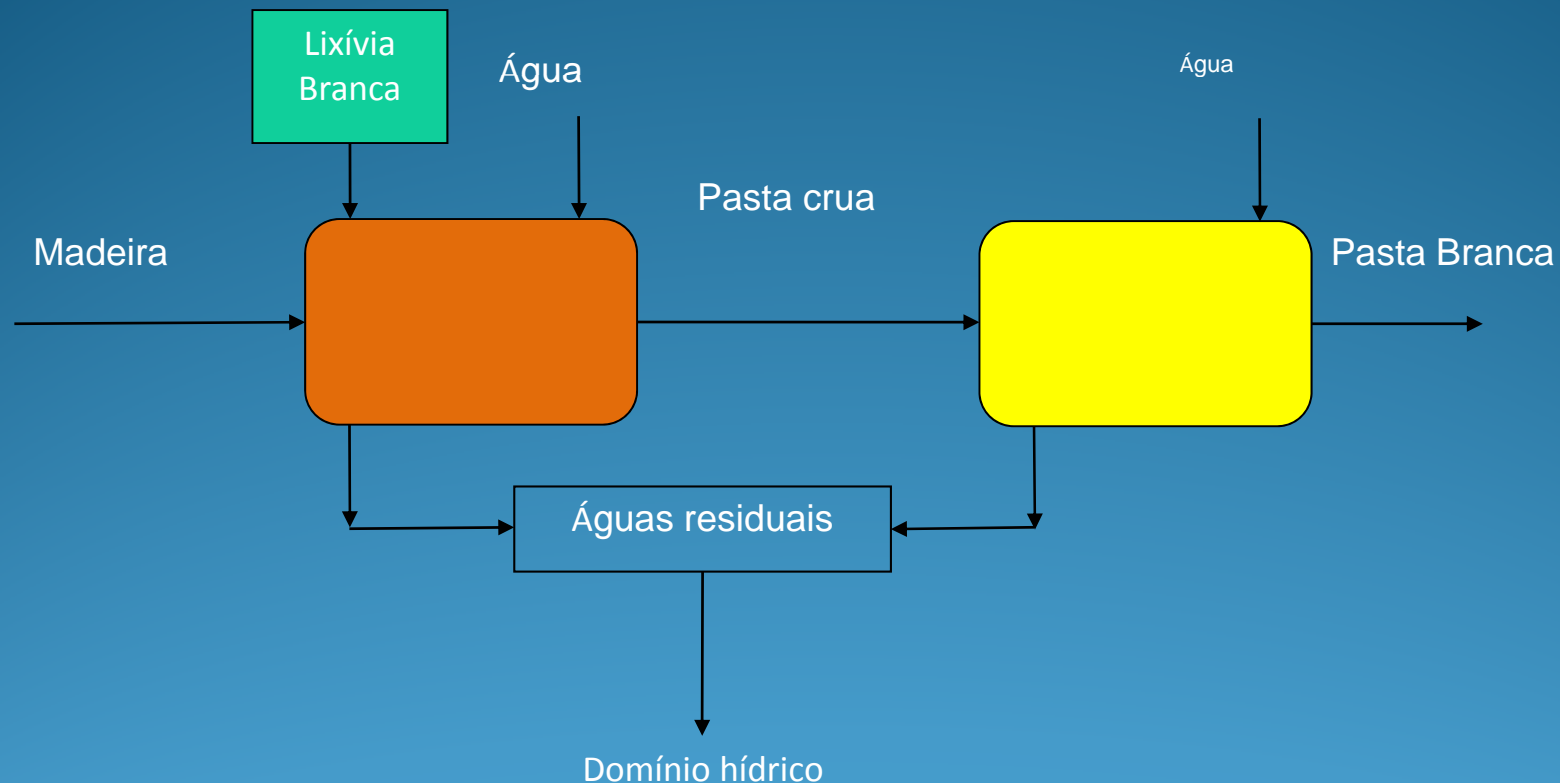 Lixívia
Branca
Água
Água
Pasta crua
Madeira
Pasta Branca
Águas residuais
Domínio hídrico